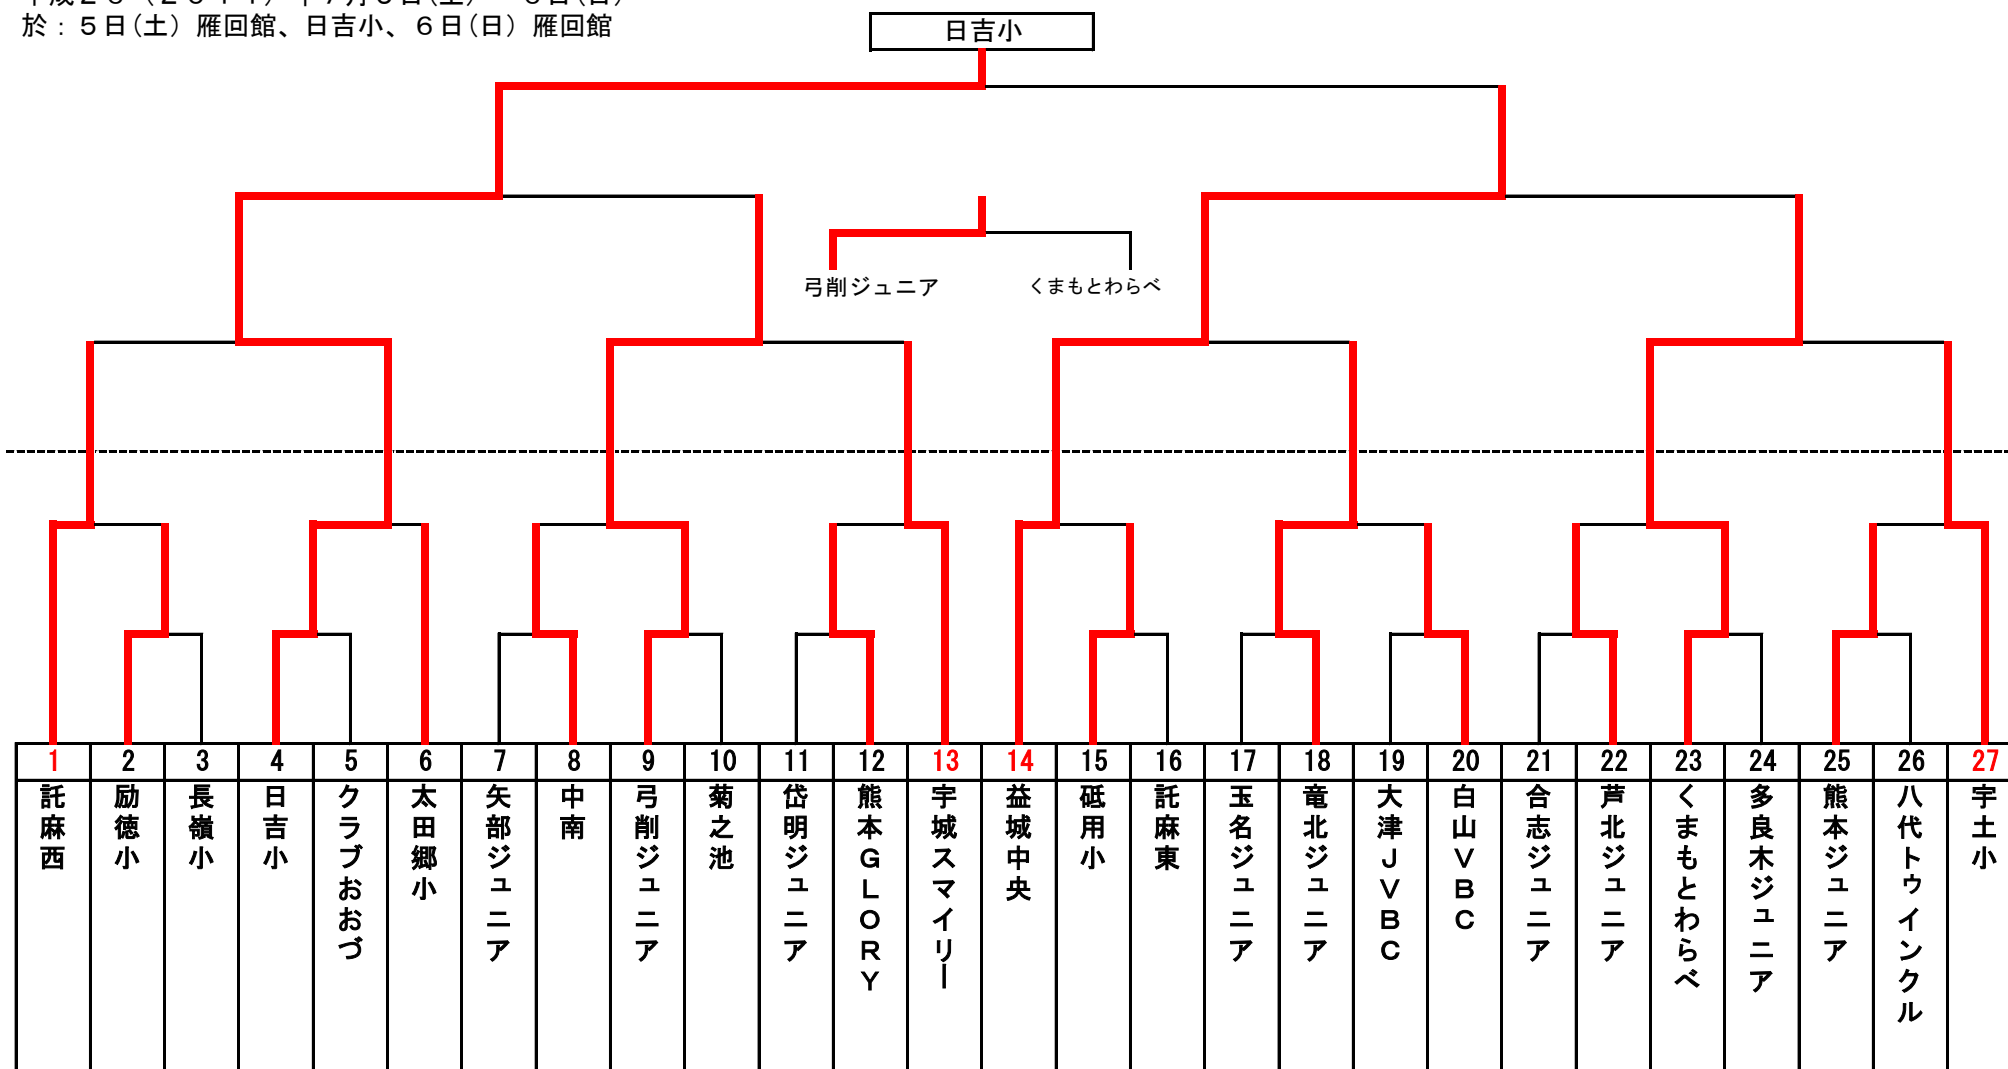 於：５日(土) 雁回館、日吉小、６日(日) 雁回館
日吉小
弓削ジュニア
くまもとわらべ
1 2 3 4 5 6 7 8 9 10 11 12 13 14 15 16 17 18 19 20 21 22 23 24 25 26 27
託麻西
励徳小
長嶺小
日吉小
クラブおおづ
太田郷小
矢部ジュニア
中南
弓削ジュニア
菊之池
岱明ジュニア
熊本ＧＬＯＲＹ
宇城スマイリー
益城中央
砥用小
託麻東
玉名ジュニア
竜北ジュニア
大津ＪＶＢＣ
白山ＶＢＣ
合志ジュニア
芦北ジュニア
くまもとわらべ
多良木ジュニア
熊本ジュニア
八代トゥインクル
宇土小